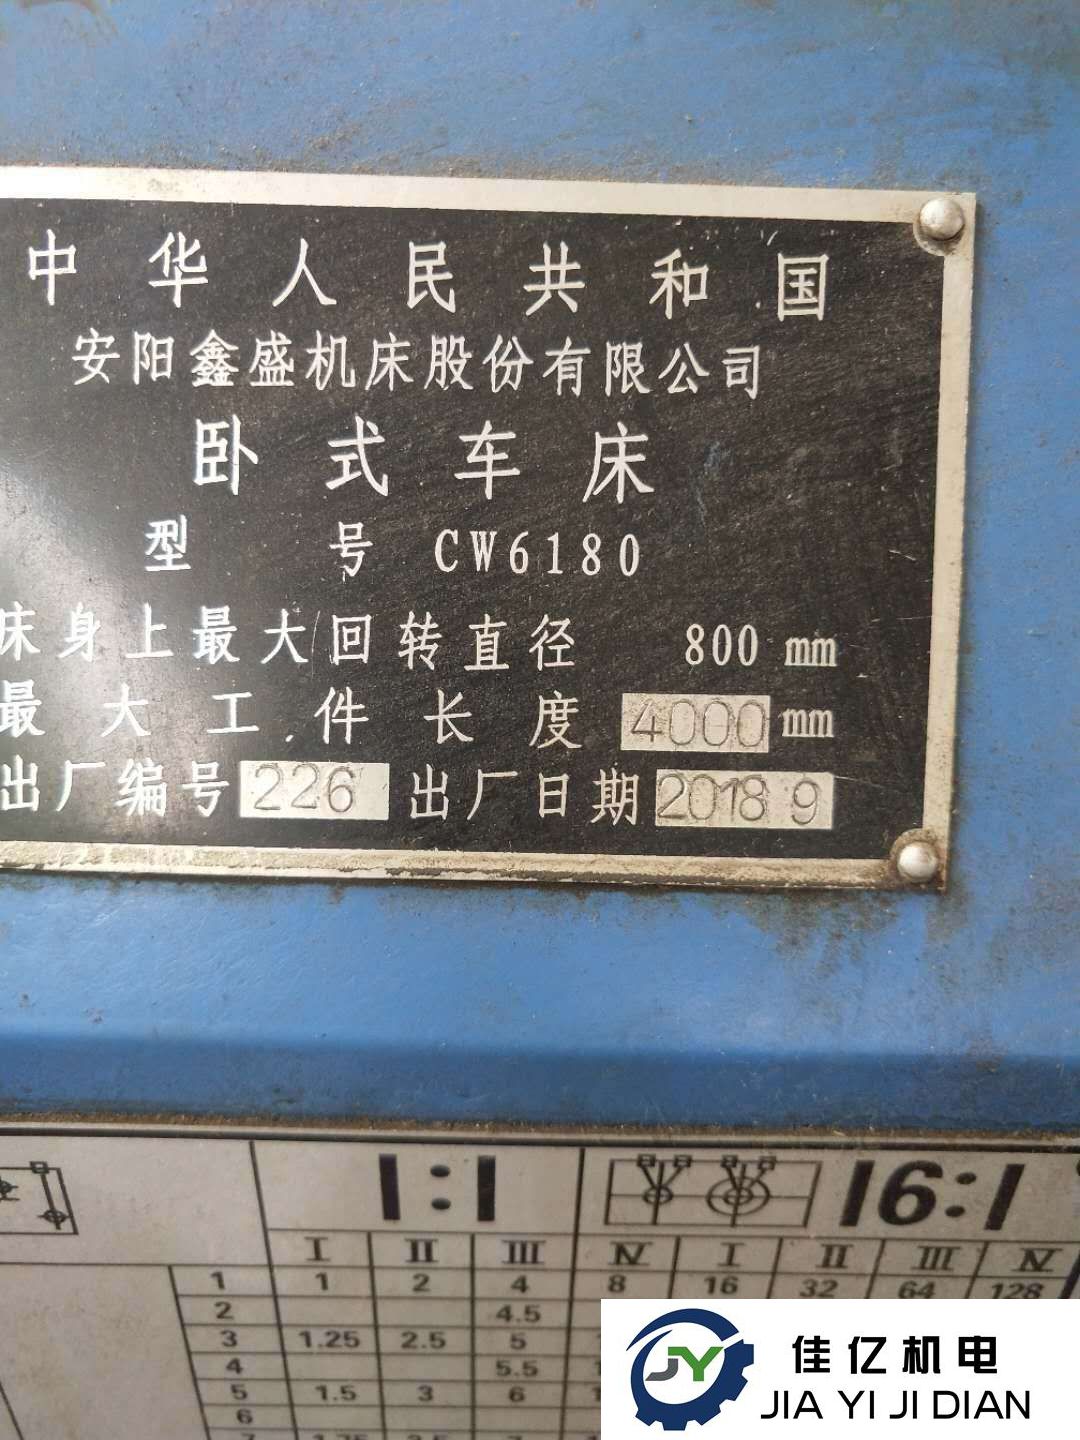 中华人民共和国
安阳鑫盛机床股份有限公司
卧式车床
型号 CW6180
床身上最大回转直径 800 mm
最大工件长度 4000 mm
出厂编号 226 出厂日期 2018 9
1:1 16:1
I II III IV I II III IV
1 1 2 4 8 16 32 64 128
2 4.5
3 1.25 2.5 5
4 5.5
5 1.5 3 6
6
佳亿机电
JIA YI JI DIAN
JY